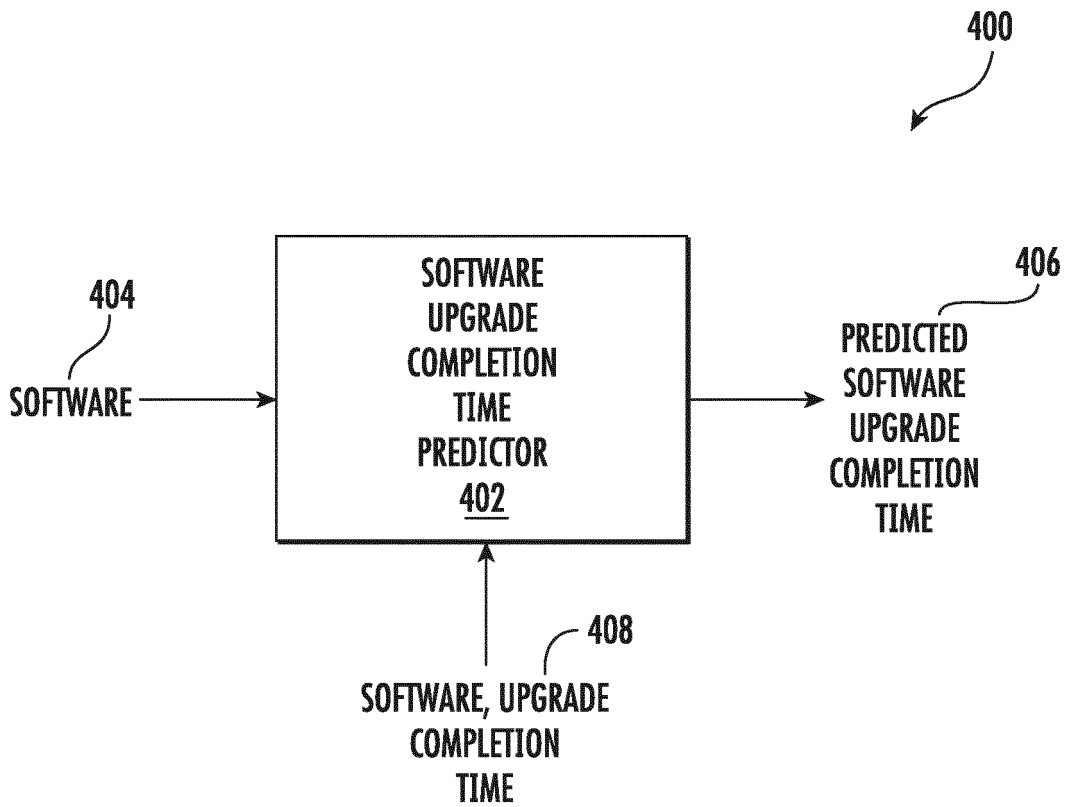 400
404
SOFTWARE
SOFTWARE
UPGRADE
COMPLETION
TIME
PREDICTOR
402
406
PREDICTED
SOFTWARE
UPGRADE
COMPLETION
TIME
408
SOFTWARE, UPGRADE
COMPLETION
TIME